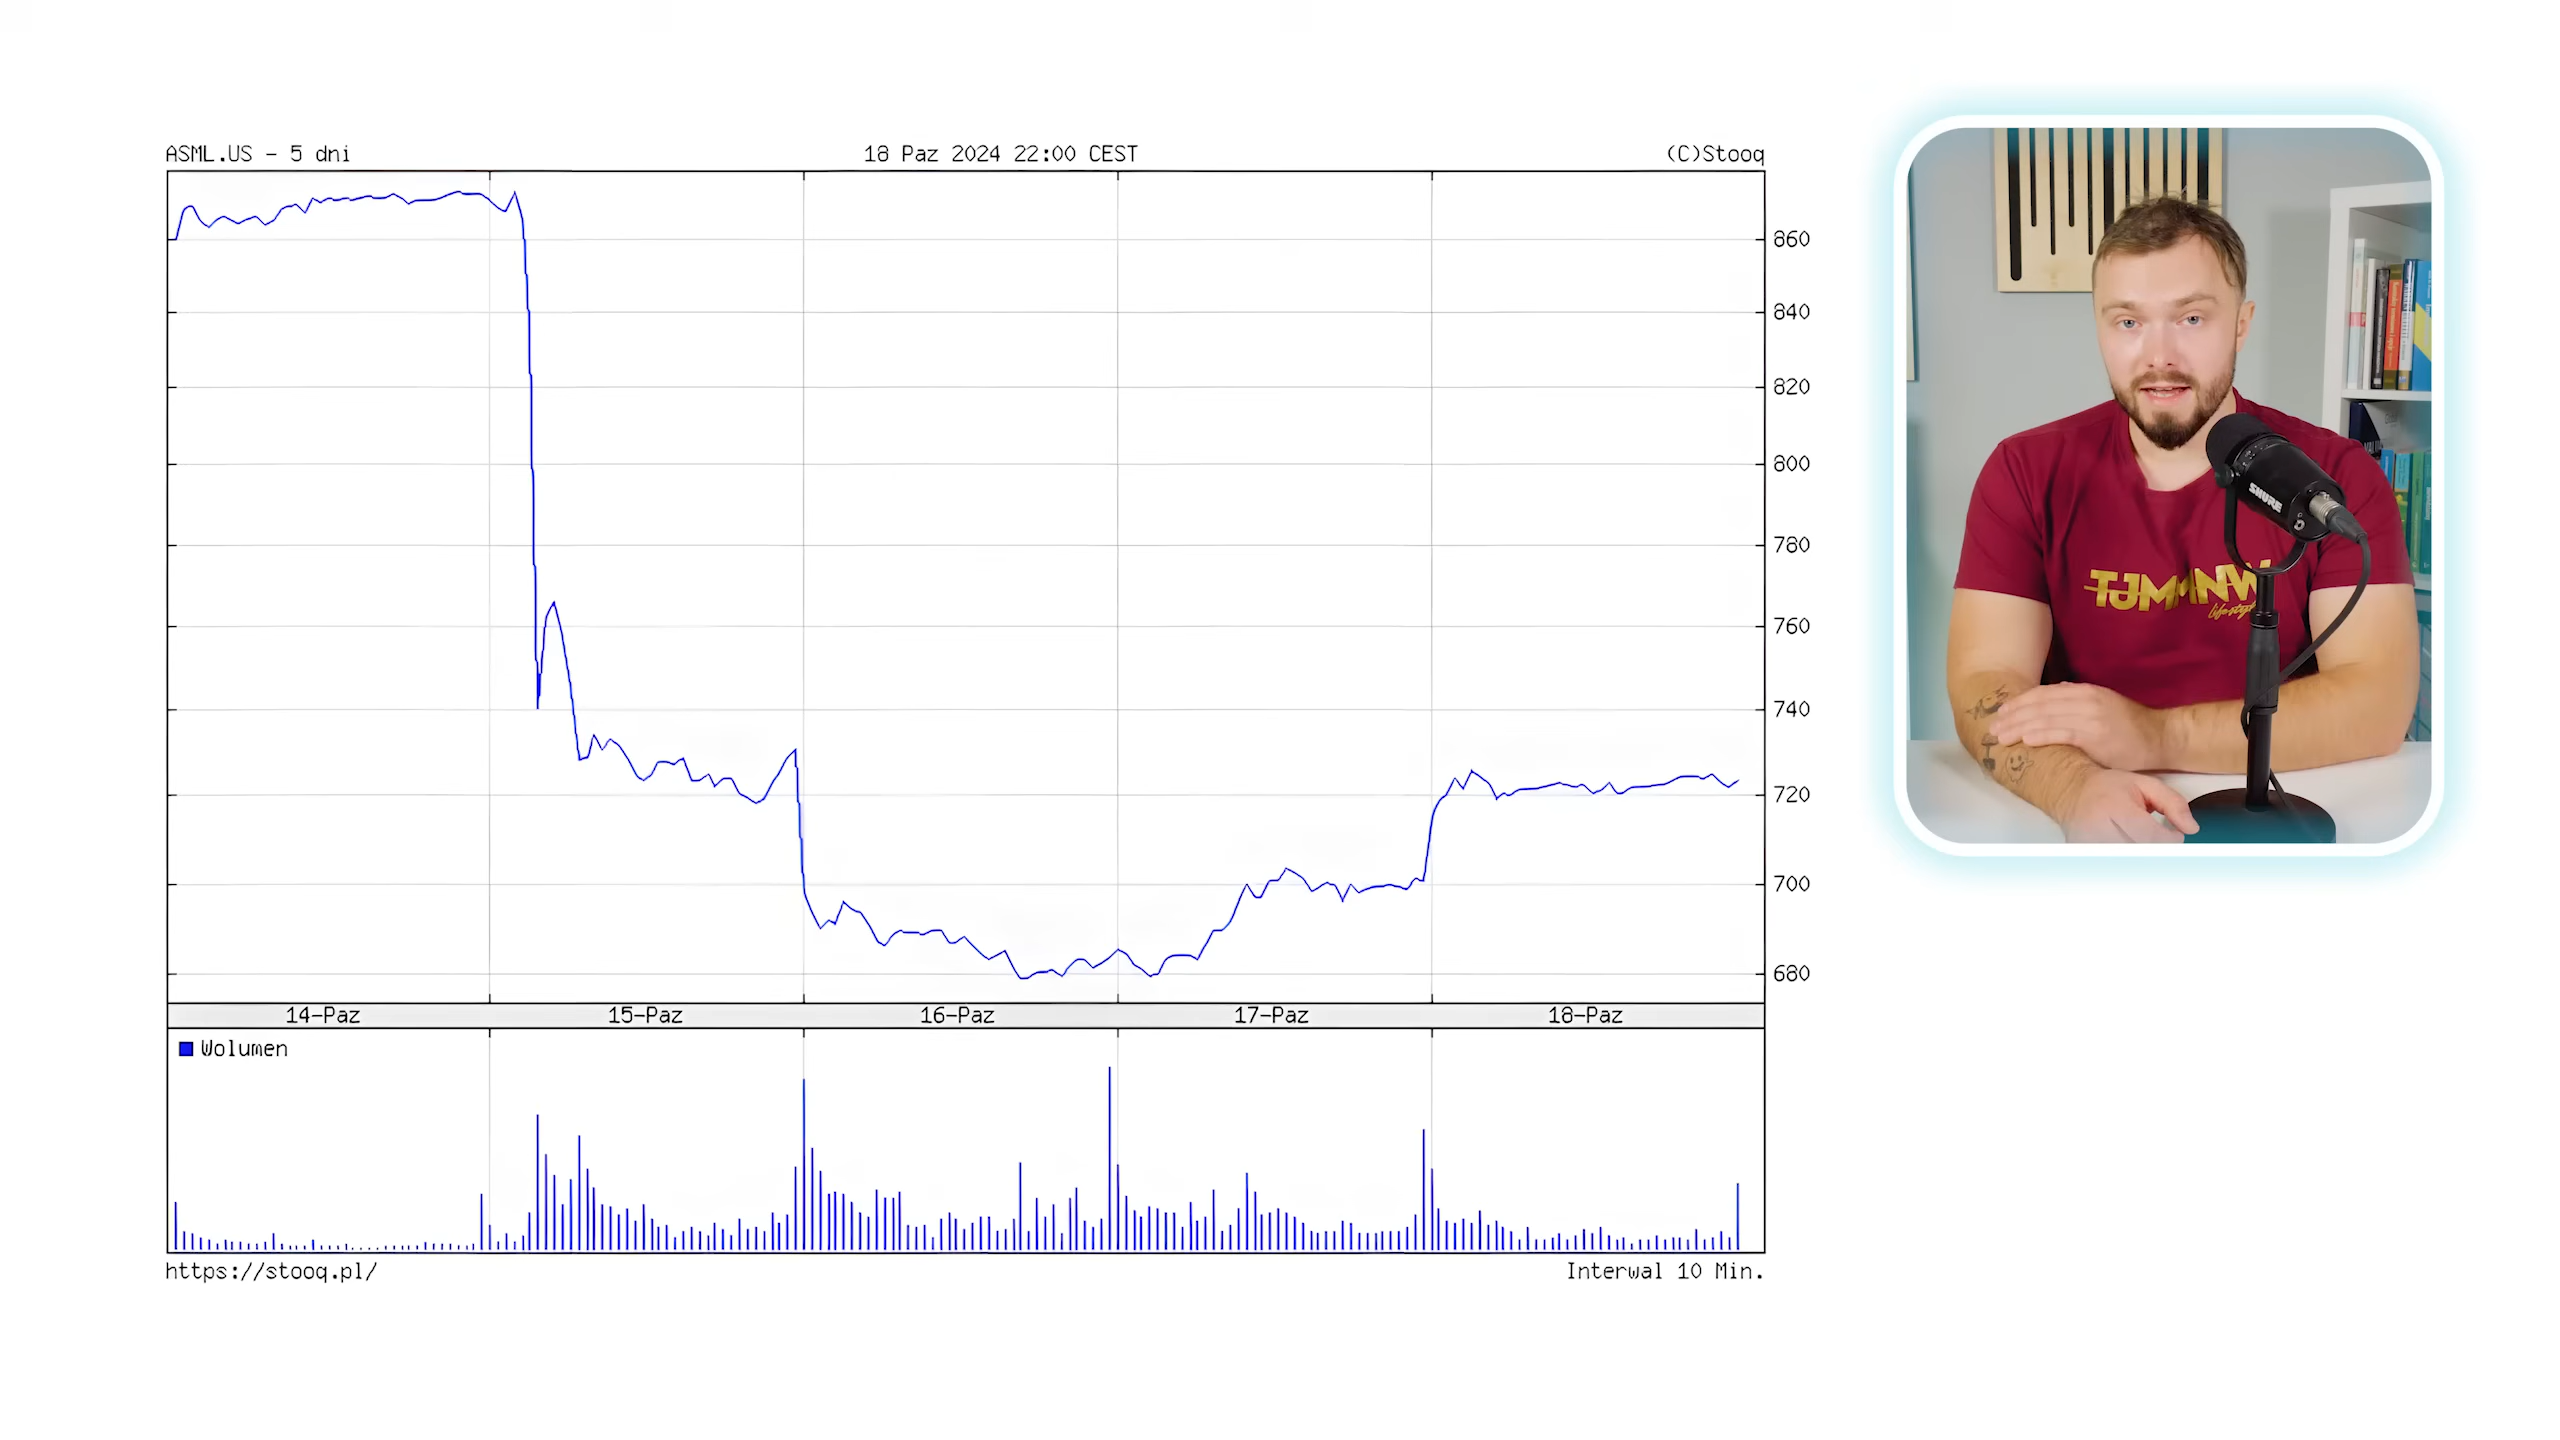 ASML.US - 5 dni
18 Paz 2024 22:00 CEST
(C)Stooq
860
840
820
800
780
760
740
720
700
680
14-Paz
15-Paz
16-Paz
17-Paz
18-Paz
Wolumen
https://stooq.pl/
Interwal 10 Min.
SHURE